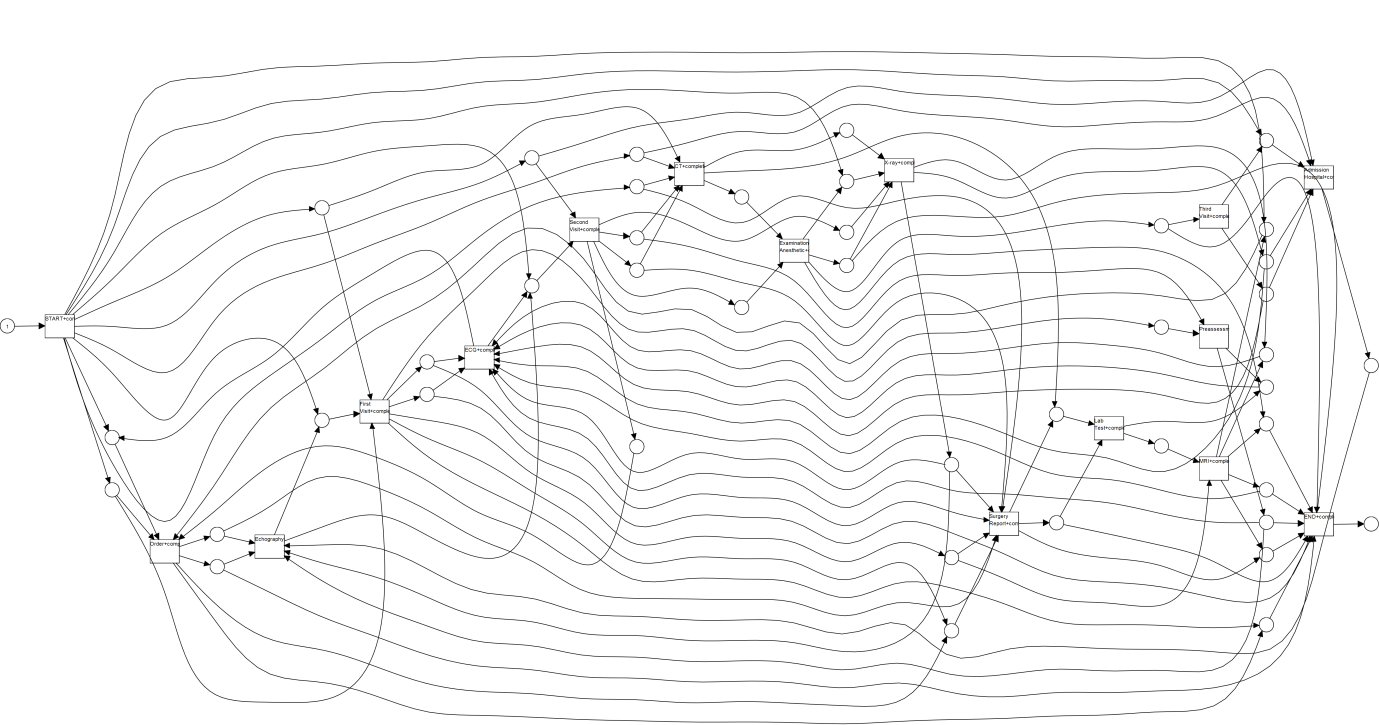 1
START+com
Order+comp
Echography
First
Visit+comple
ECG+comp
Second
Visit+comple
CT+complet
Examination
Anesthetic+
X-ray+comp
Surgery
Report+com
Lab
Test+comple
Third
Visit+comple
Preassessm
MRI+comple
Admission
Hospital+co
END+compl